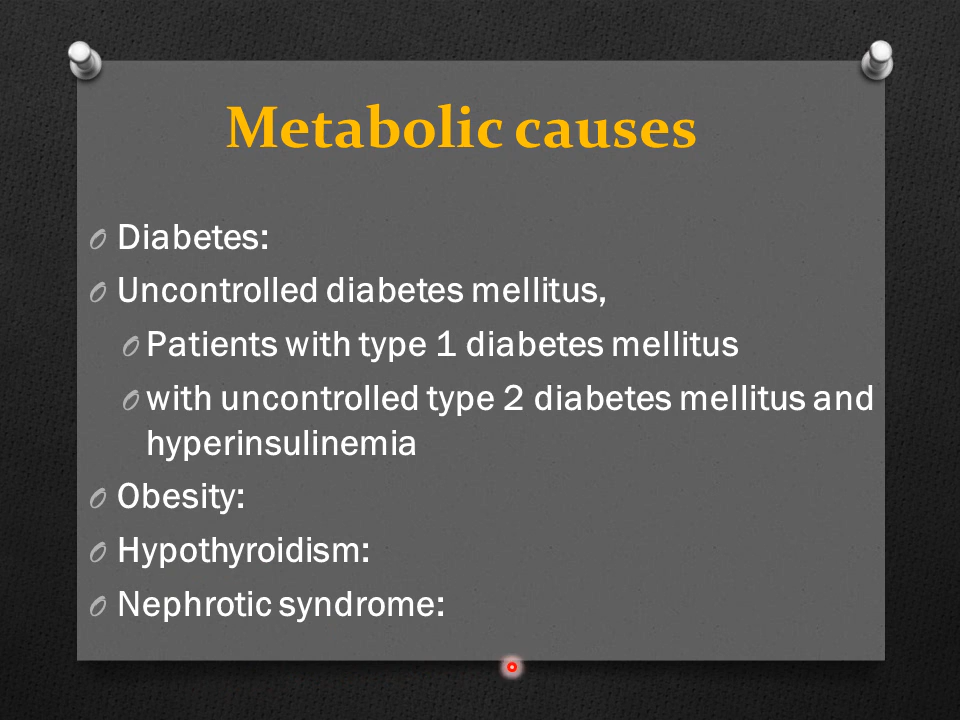 Metabolic causes
Diabetes:
Uncontrolled diabetes mellitus,
Patients with type 1 diabetes mellitus
with uncontrolled type 2 diabetes mellitus and
hyperinsulinemia
Obesity:
Hypothyroidism:
Nephrotic syndrome: